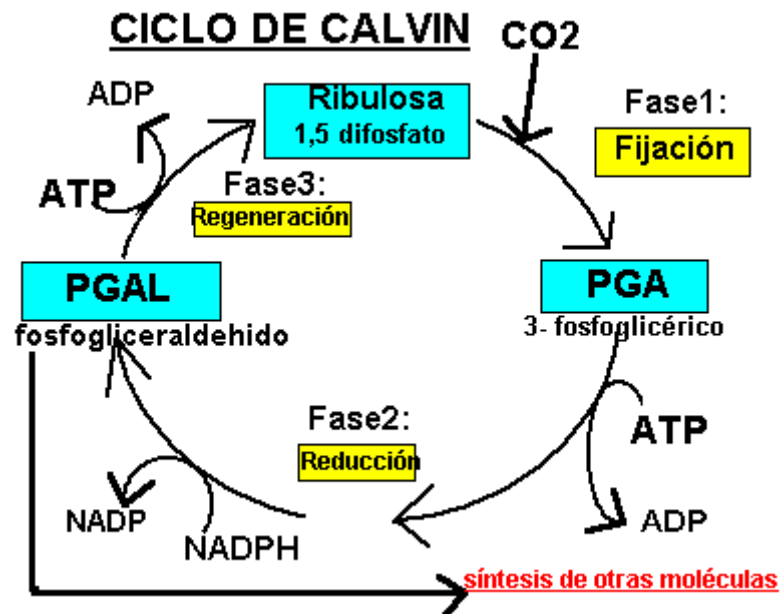 CICLO DE CALVIN
CO2
ADP
Ribulosa
1,5 difosfato
Fase1:
Fijación
ATP
Fase3:
Regeneración
PGAL
fosfogliceraldehido
PGA
3- fosfoglicérico
Fase2:
Reducción
ATP
NADP
NADPH
ADP
síntesis de otras moléculas